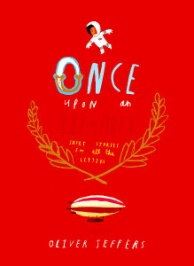 ONCE
UPON an
SHORT STORIES
for all the
LETTERS
OLIVER JEFFERS